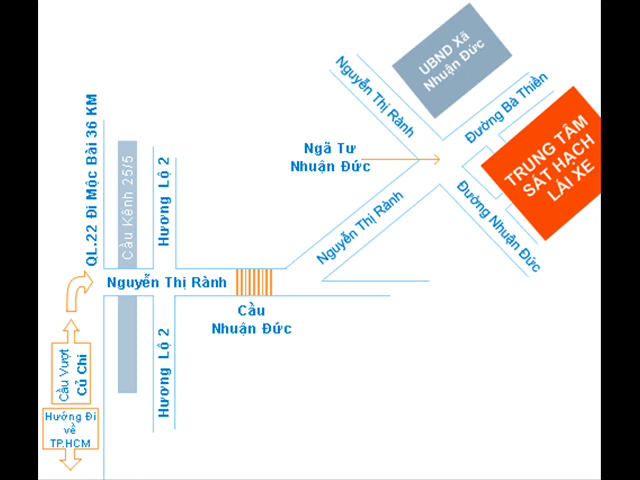 UBND Xã
Nhuận Đức
Nguyễn Thị Rành
Đường Bà Thiền
TRUNG TÂM
SÁT HẠCH
LÁI XE
Ngã Tư
Nhuận Đức
QL.22 Đi Mộc Bài 36 KM
Cầu Kênh 25/5
Hương Lộ 2
Nguyễn Thị Rành
Đường Nhuận Đức
Nguyễn Thị Rành
Cầu
Nhuận Đức
Hương Lộ 2
Cầu Vượt
Củ Chi
Hướng Đi
về
TP.HCM